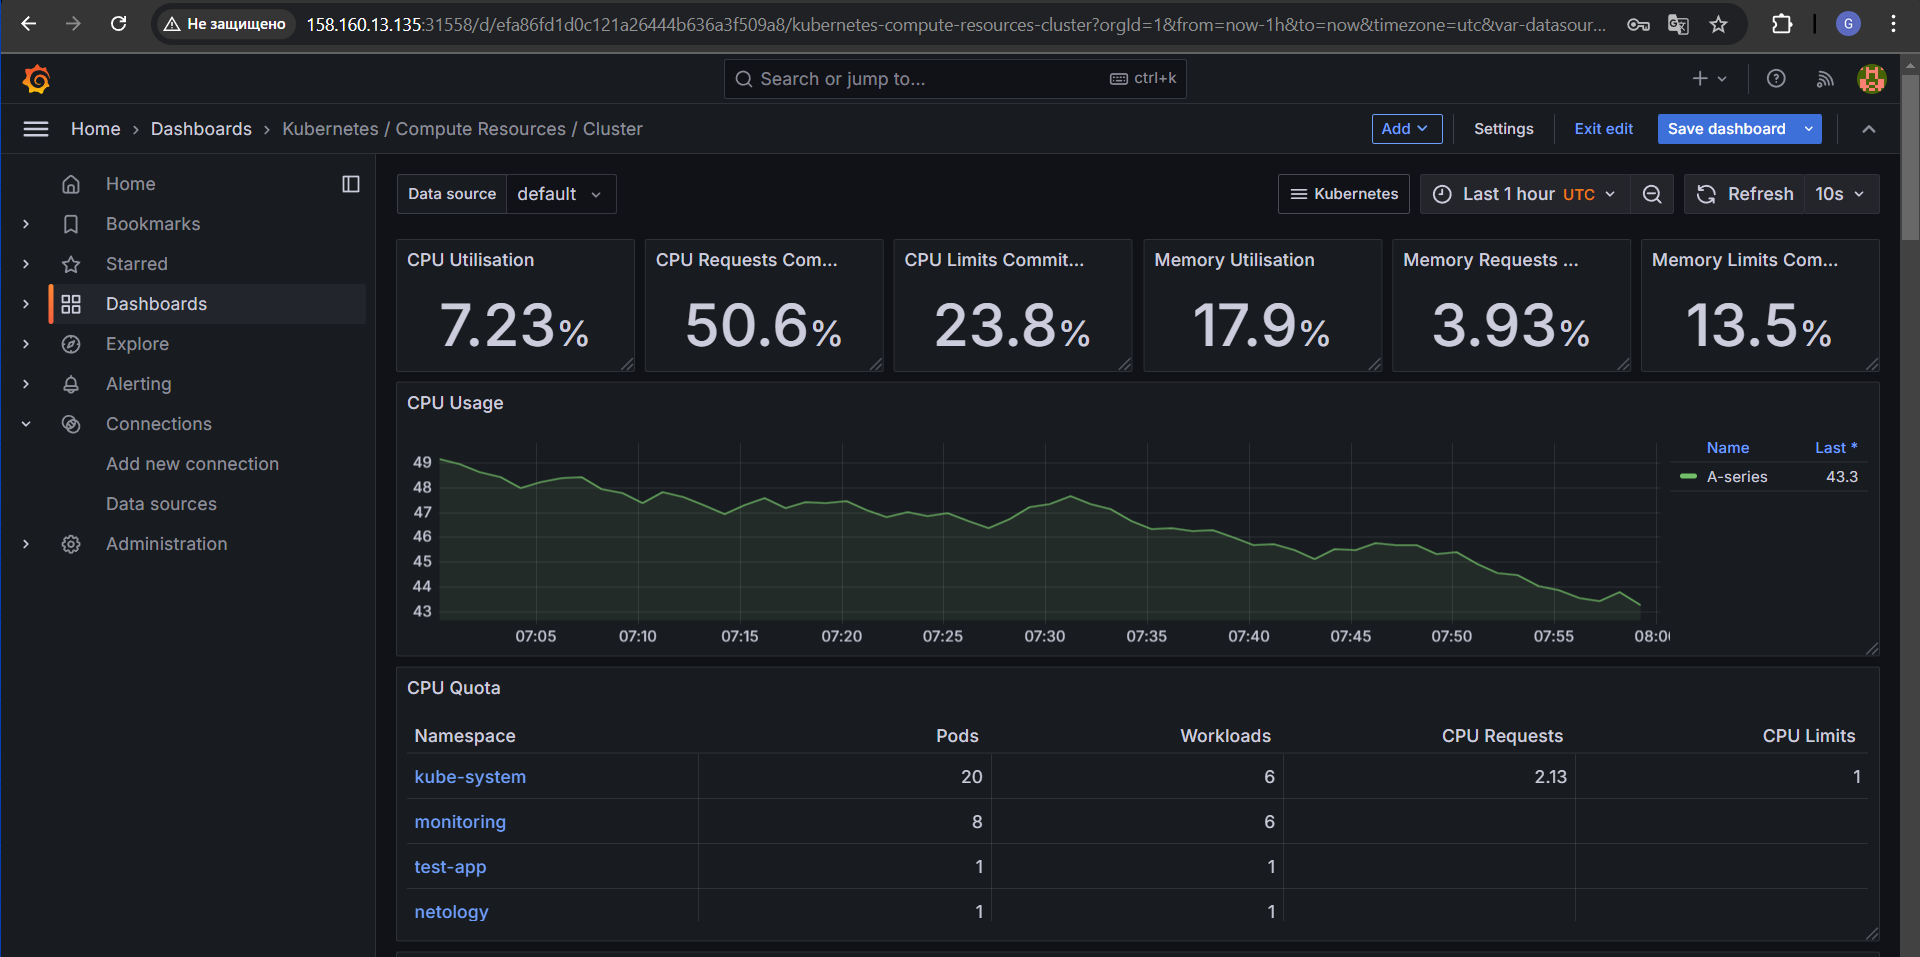 Не защищено
158.160.13.135:31558/d/efa86fd1d0c121a26444b636a3f509a8/kubernetes-compute-resources-cluster?orgId=1&from=now-1h&to=now&timezone=utc&var-datasour...
G
Search or jump to...
ctrl+k
Home › Dashboards › Kubernetes / Compute Resources / Cluster
Add
Settings
Exit edit
Save dashboard
Home
Bookmarks
Starred
Dashboards
Explore
Alerting
Connections
Add new connection
Data sources
Administration
Data source
default
Kubernetes
Last 1 hour UTC
Refresh
10s
CPU Utilisation
7.23%
CPU Requests Com...
50.6%
CPU Limits Commit...
23.8%
Memory Utilisation
17.9%
Memory Requests ...
3.93%
Memory Limits Com...
13.5%
CPU Usage
49
48
47
46
45
44
43
07:05 07:10 07:15 07:20 07:25 07:30 07:35 07:40 07:45 07:50 07:55
Name Last *
A-series 43.3
CPU Quota
Namespace Pods Workloads CPU Requests CPU Limits
kube-system 20 6 2.13 1
monitoring 8 6
test-app 1 1
netology 1 1